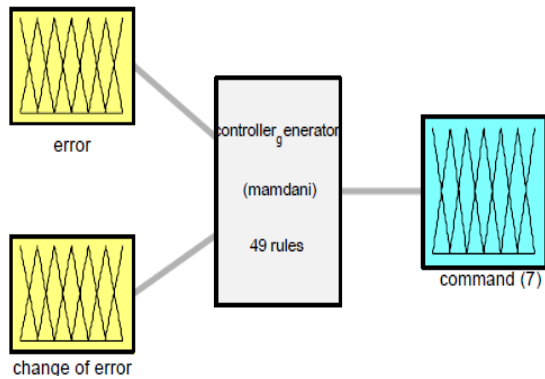 error
controller_generator
(mamdani)
49 rules
command (7)
change of error